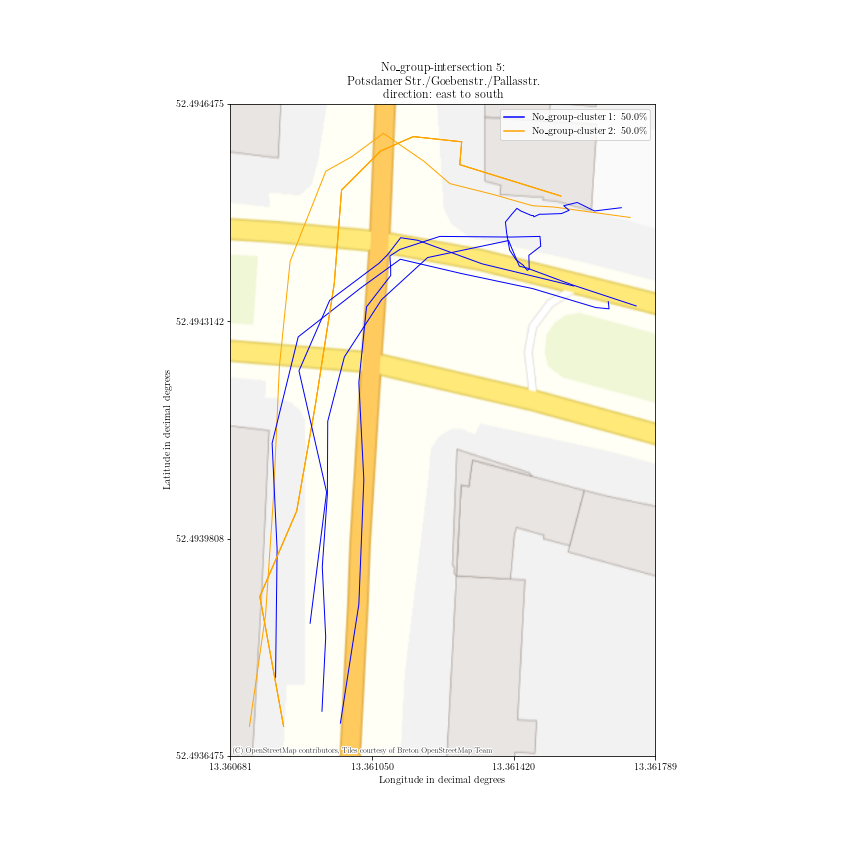 No_group-intersection 5:
Potsdamer Str./Goebenstr./Pallasstr.
direction: east to south
52.4946475
No_group-cluster 1: 50.0%
No_group-cluster 2: 50.0%
52.4943142
Latitude in decimal degrees
52.4939808
52.4936475
(C) OpenStreetMap contributors, Tiles courtesy of Breton OpenStreetMap Team
13.360681
13.361050
13.361420
13.361789
Longitude in decimal degrees